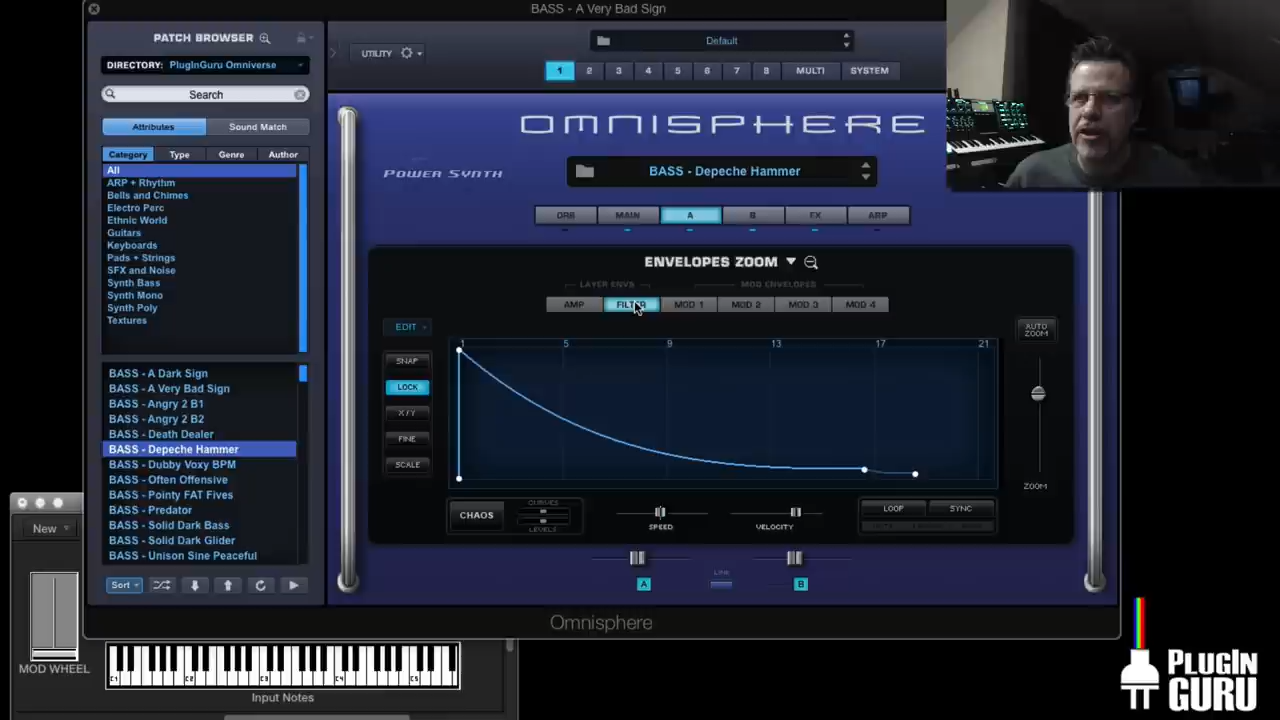 BASS - A Very Bad Sign
PATCH BROWSER
DIRECTORY: PlugInGuru Omniverse
Search
Attributes Sound Match
Category Type Genre Author
All
ARP + Rhythm
Bells and Chimes
Electro Perc
Ethnic World
Guitars
Keyboards
Pads + Strings
SFX and Noise
Synth Bass
Synth Mono
Synth Poly
Textures
BASS - A Dark Sign
BASS - A Very Bad Sign
BASS - Angry 2 B1
BASS - Angry 2 B2
BASS - Death Dealer
BASS - Depeche Hammer
BASS - Dubby Voxy BPM
BASS - Often Offensive
BASS - Pointy FAT Fives
BASS - Predator
BASS - Solid Dark Bass
BASS - Solid Dark Glider
BASS - Unison Sine Peaceful
Sort
UTILITY
Default
1 2 3 4 5 6 7 8 MULTI SYSTEM
OMNISPHERE
POWER SYNTH
BASS - Depeche Hammer
ORB MAIN A B FX ARP
ENVELOPES ZOOM
LAYER ENVS MOD ENVELOPES
AMP FILTER MOD 1 MOD 2 MOD 3 MOD 4
EDIT
1 5 9 13 17 21
AUTO
ZOOM
SNAP
LOCK
X/Y
FINE
SCALE
ZOOM
CHAOS
CURVES
LEVELS
SPEED
VELOCITY
LOOP SYNC
LINK
A B
Omnisphere
New
MOD WHEEL
C1 C2 C3 C4 C5
Input Notes
PLUGIN
GURU